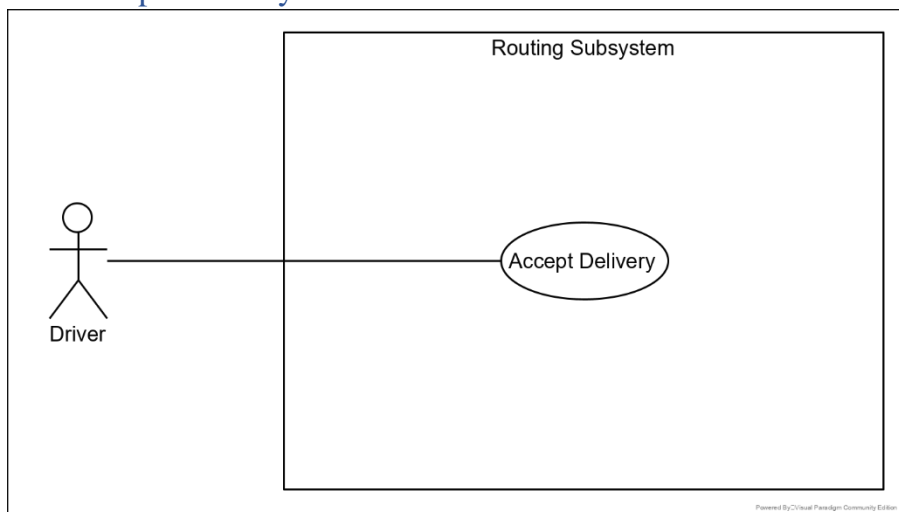 Routing Subsystem
Accept Delivery
Driver
Powered By Visual Paradigm Community Edition